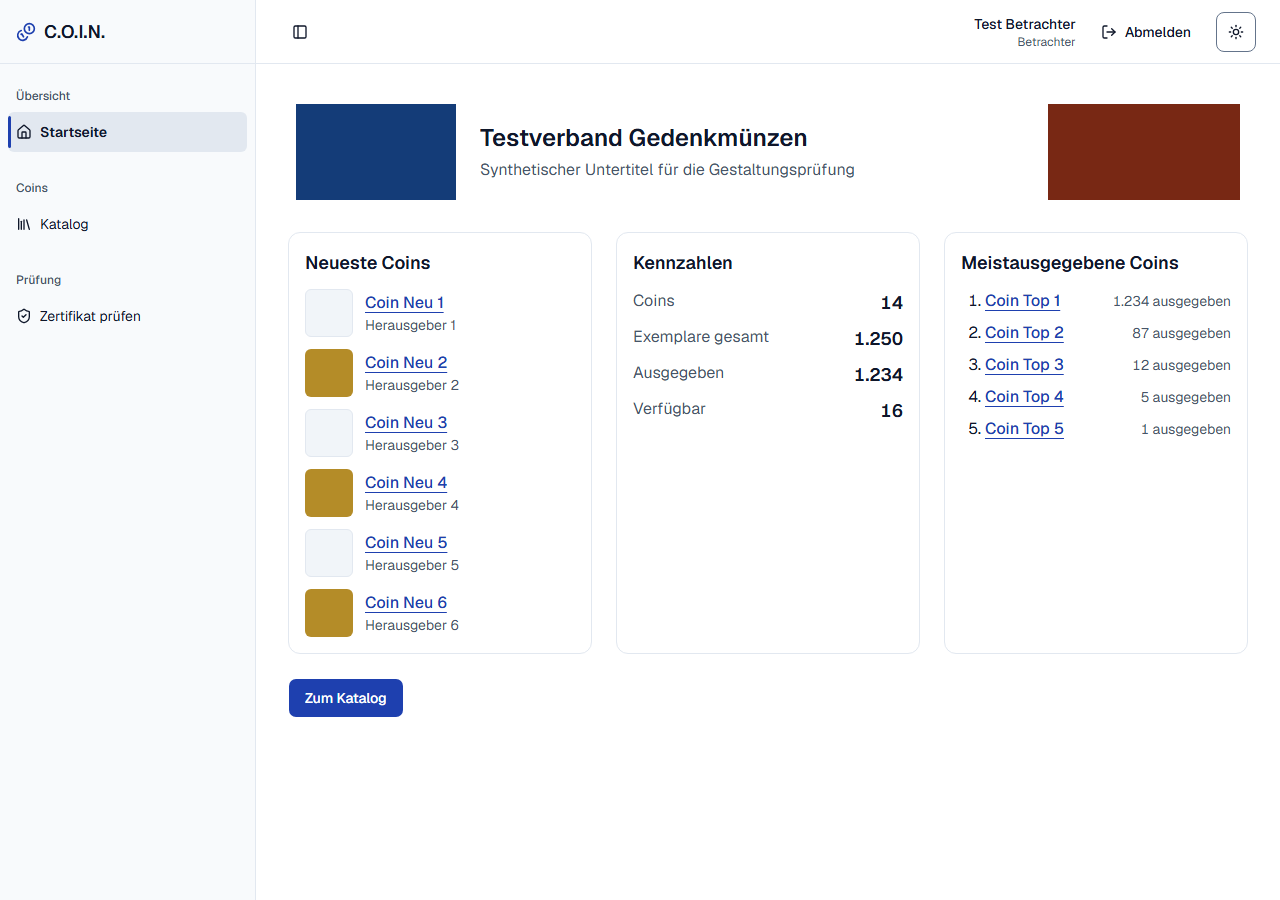 C.O.I.N.
Test Betrachter
Betrachter
Abmelden
Übersicht
Startseite
Coins
Katalog
Prüfung
Zertifikat prüfen
Testverband Gedenkmünzen
Synthetischer Untertitel für die Gestaltungsprüfung
Neueste Coins
Coin Neu 1
Herausgeber 1
Coin Neu 2
Herausgeber 2
Coin Neu 3
Herausgeber 3
Coin Neu 4
Herausgeber 4
Coin Neu 5
Herausgeber 5
Coin Neu 6
Herausgeber 6
Kennzahlen
Coins 14
Exemplare gesamt 1.250
Ausgegeben 1.234
Verfügbar 16
Meistausgegebene Coins
1. Coin Top 1 1.234 ausgegeben
2. Coin Top 2 87 ausgegeben
3. Coin Top 3 12 ausgegeben
4. Coin Top 4 5 ausgegeben
5. Coin Top 5 1 ausgegeben
Zum Katalog